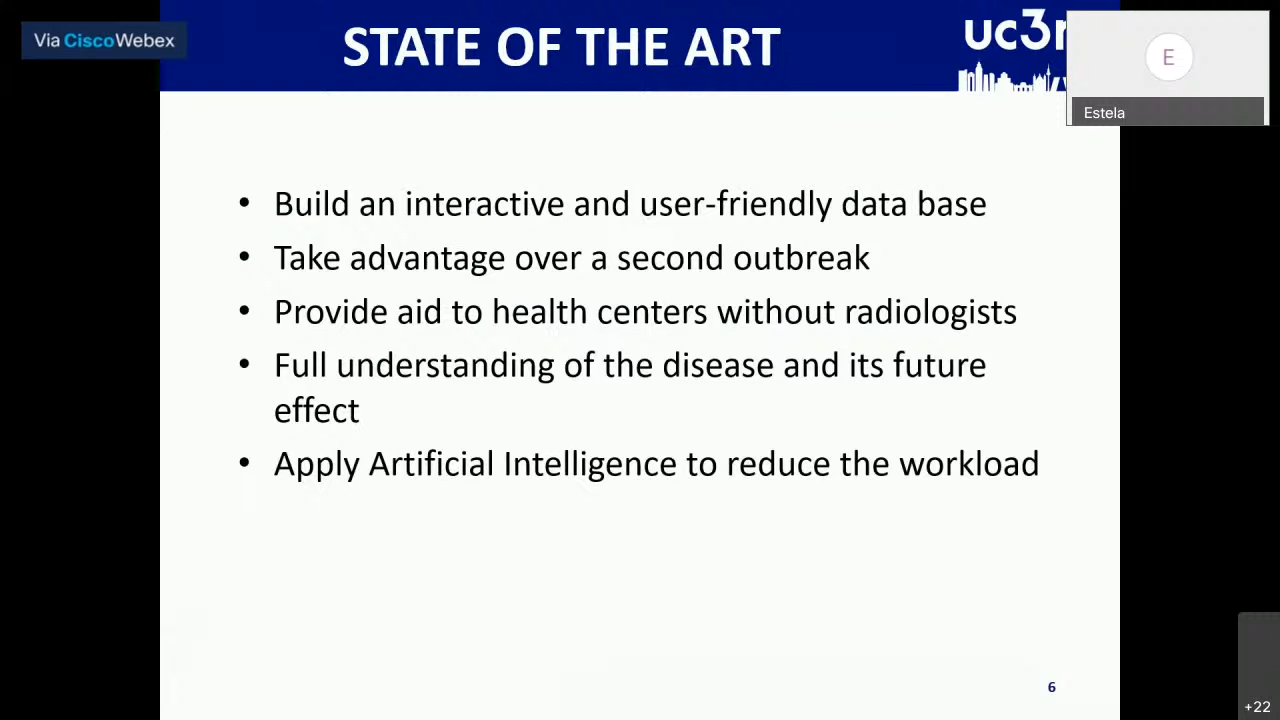 Via CiscoWebex
STATE OF THE ART
E
Estela
• Build an interactive and user-friendly data base
• Take advantage over a second outbreak
• Provide aid to health centers without radiologists
• Full understanding of the disease and its future
effect
• Apply Artificial Intelligence to reduce the workload
6
+22